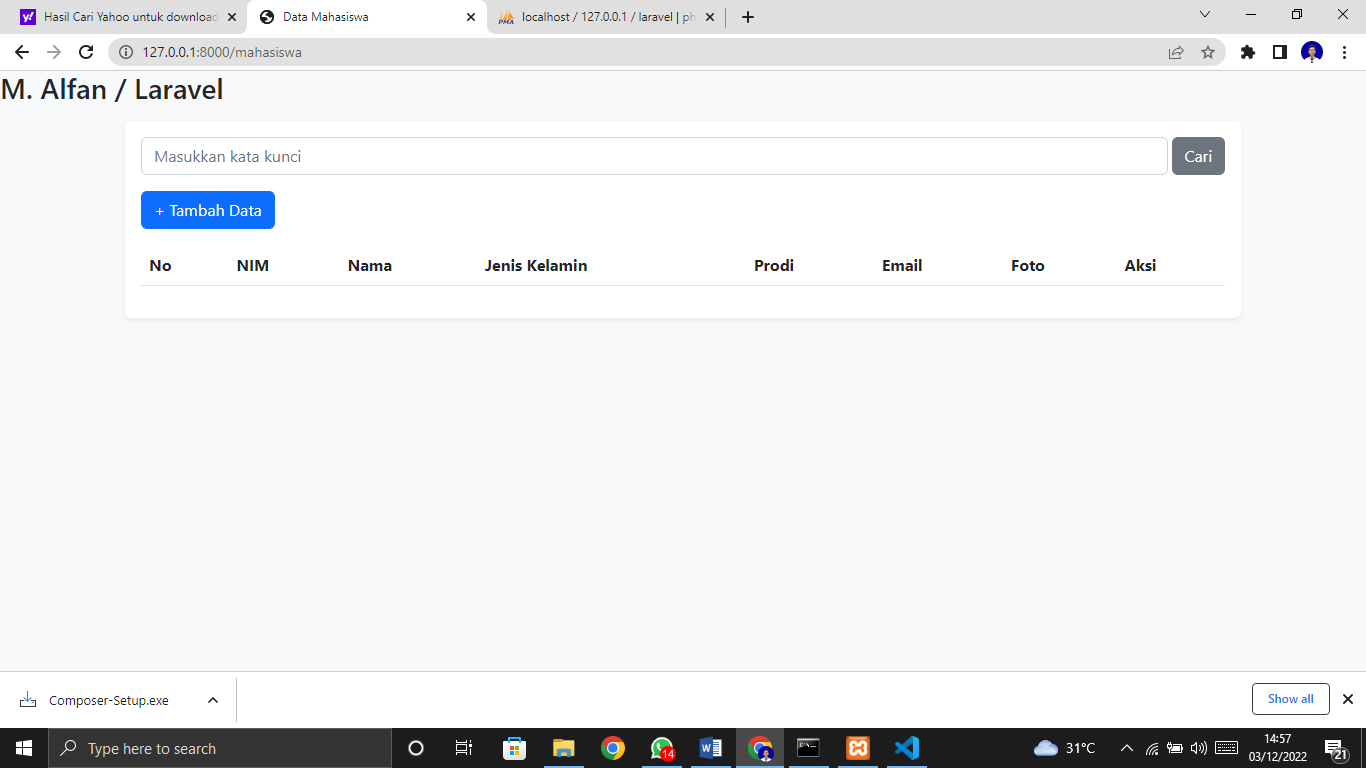 Hasil Cari Yahoo untuk download
Data Mahasiswa
localhost / 127.0.0.1 / laravel | ph
127.0.0.1:8000/mahasiswa
M. Alfan / Laravel
Masukkan kata kunci
Cari
+ Tambah Data
No NIM Nama Jenis Kelamin Prodi Email Foto Aksi
Composer-Setup.exe
Show all
Type here to search
14
31°C
14:57
03/12/2022
21